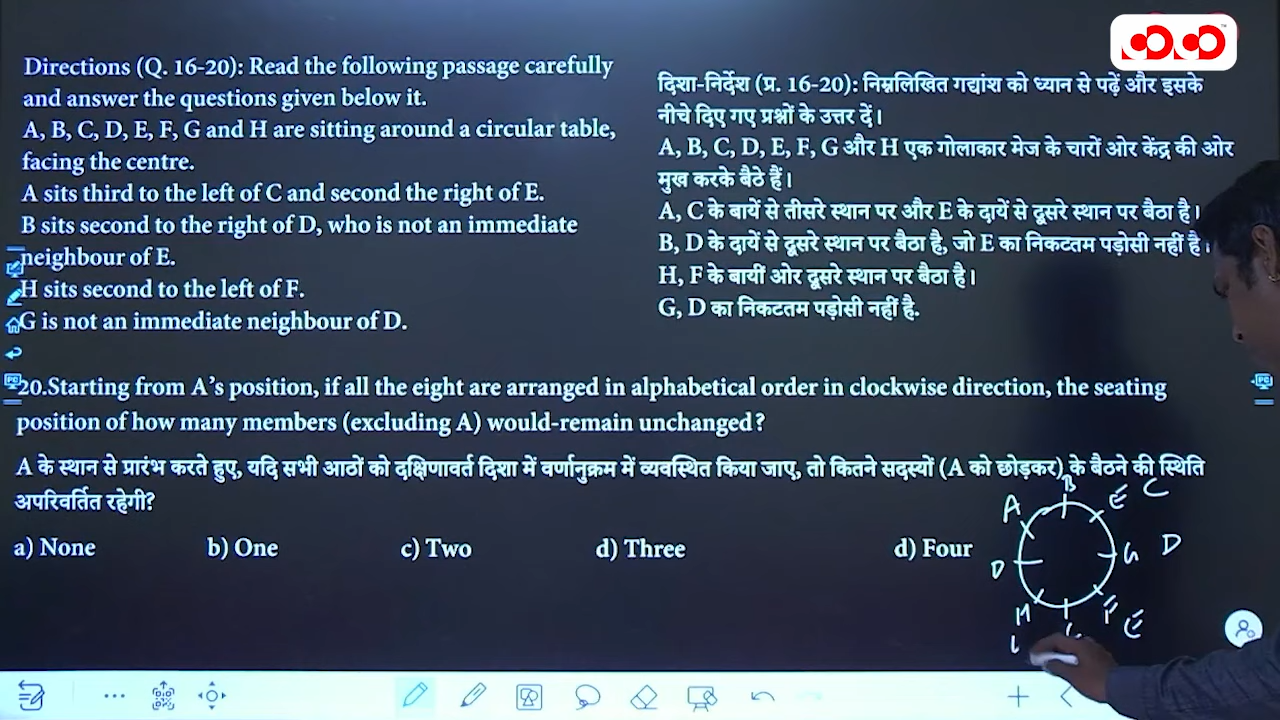 Directions (Q. 16-20): Read the following passage carefully
and answer the questions given below it.
A, B, C, D, E, F, G and H are sitting around a circular table,
facing the centre.
A sits third to the left of C and second the right of E.
B sits second to the right of D, who is not an immediate
neighbour of E.
H sits second to the left of F.
G is not an immediate neighbour of D.
दिशा-निर्देश (प्र. 16-20): निम्नलिखित गद्यांश को ध्यान से पढ़ें और इसके
नीचे दिए गए प्रश्नों के उत्तर दें।
A, B, C, D, E, F, G और H एक गोलाकार मेज के चारों ओर केंद्र की ओर
मुख करके बैठे हैं।
A, C के बायें से तीसरे स्थान पर और E के दायें से दूसरे स्थान पर बैठा है।
B, D के दायें से दूसरे स्थान पर बैठा है, जो E का निकटतम पड़ोसी नहीं है।
H, F के बायीं ओर दूसरे स्थान पर बैठा है।
G, D का निकटतम पड़ोसी नहीं है.
20.Starting from A's position, if all the eight are arranged in alphabetical order in clockwise direction, the seating
position of how many members (excluding A) would-remain unchanged?
A के स्थान से प्रारंभ करते हुए, यदि सभी आठों को दक्षिणावर्त दिशा में वर्णानुक्रम में व्यवस्थित किया जाए, तो कितने सदस्यों (A को छोड़कर) के बैठने की स्थिति
अपरिवर्तित रहेगी?
a) None b) One c) Two d) Three d) Four
B
A E C
D G D
H F E